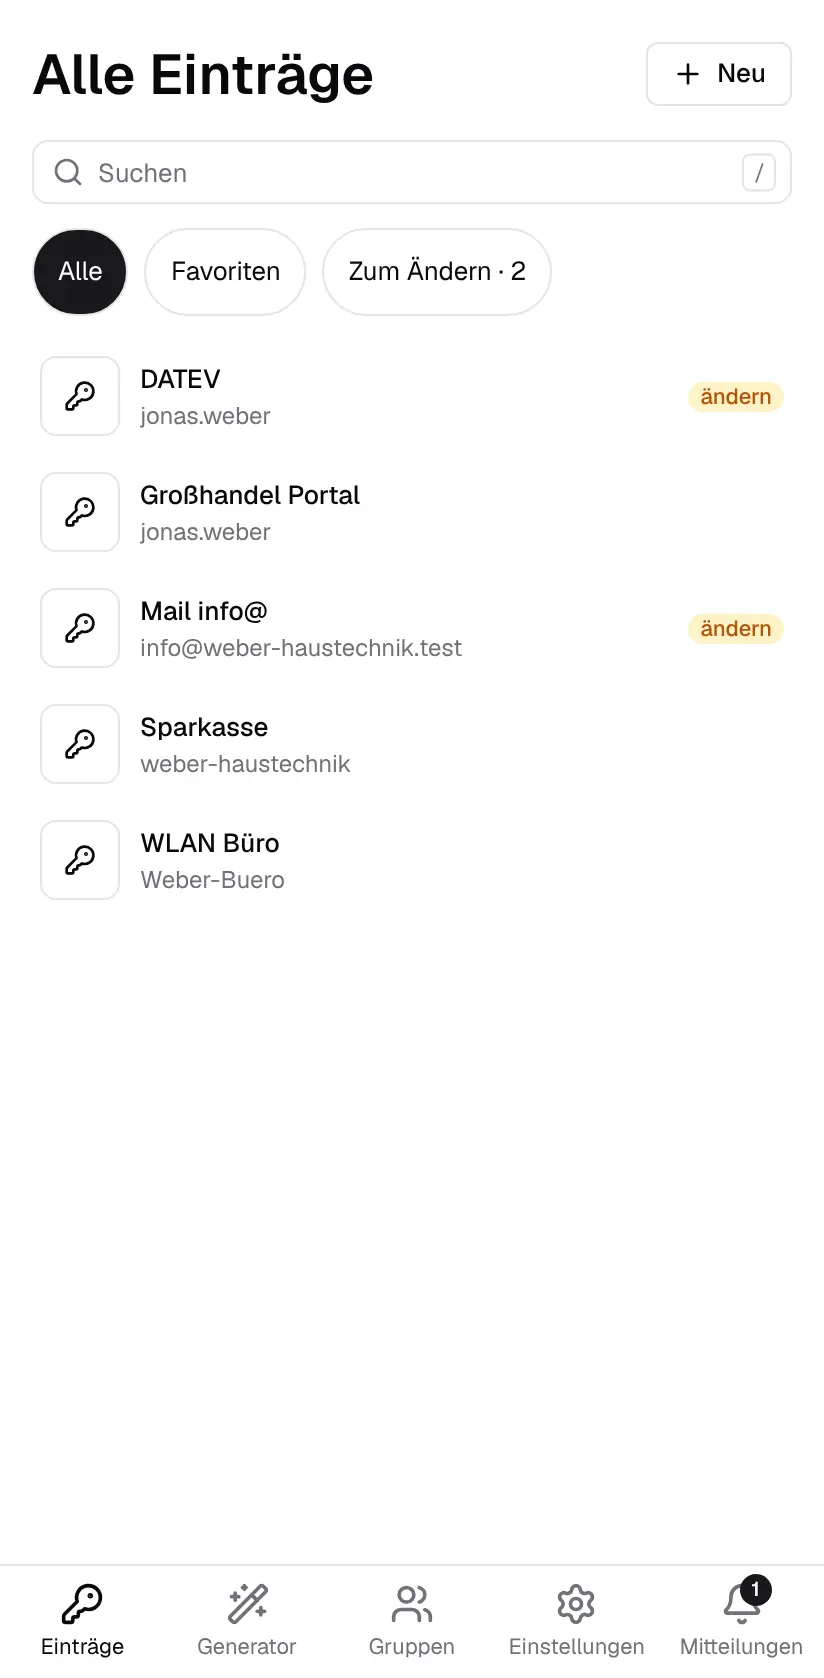 Alle Einträge
Neu
Suchen /
Alle Favoriten Zum Ändern · 2
DATEV
jonas.weber
ändern
Großhandel Portal
jonas.weber
Mail info@
info@weber-haustechnik.test
ändern
Sparkasse
weber-haustechnik
WLAN Büro
Weber-Buero
1
Einträge Generator Gruppen Einstellungen Mitteilungen